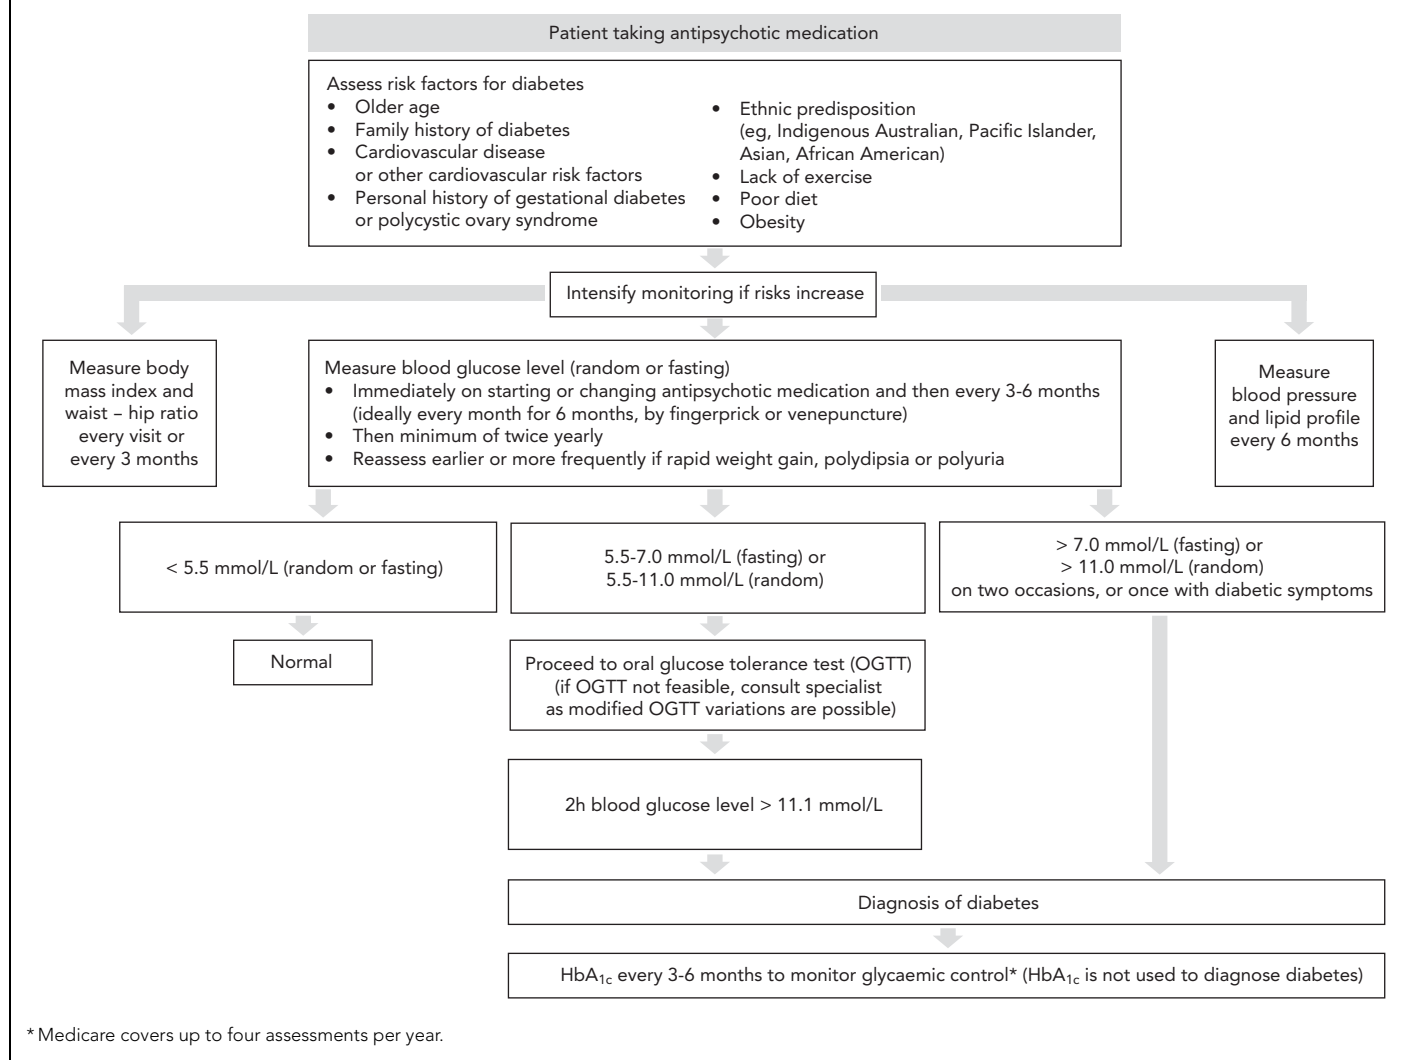 Patient taking antipsychotic medication
Assess risk factors for diabetes
• Older age
• Family history of diabetes
• Cardiovascular disease
or other cardiovascular risk factors
• Personal history of gestational diabetes
or polycystic ovary syndrome
• Ethnic predisposition
(eg, Indigenous Australian, Pacific Islander,
Asian, African American)
• Lack of exercise
• Poor diet
• Obesity
Intensify monitoring if risks increase
Measure body
mass index and
waist – hip ratio
every visit or
every 3 months
Measure blood glucose level (random or fasting)
• Immediately on starting or changing antipsychotic medication and then every 3-6 months
(ideally every month for 6 months, by fingerprick or venepuncture)
• Then minimum of twice yearly
• Reassess earlier or more frequently if rapid weight gain, polydipsia or polyuria
Measure
blood pressure
and lipid profile
every 6 months
< 5.5 mmol/L (random or fasting)
5.5-7.0 mmol/L (fasting) or
5.5-11.0 mmol/L (random)
> 7.0 mmol/L (fasting) or
> 11.0 mmol/L (random)
on two occasions, or once with diabetic symptoms
Normal
Proceed to oral glucose tolerance test (OGTT)
(if OGTT not feasible, consult specialist
as modified OGTT variations are possible)
2h blood glucose level > 11.1 mmol/L
Diagnosis of diabetes
HbA1c every 3-6 months to monitor glycaemic control* (HbA1c is not used to diagnose diabetes)
* Medicare covers up to four assessments per year.